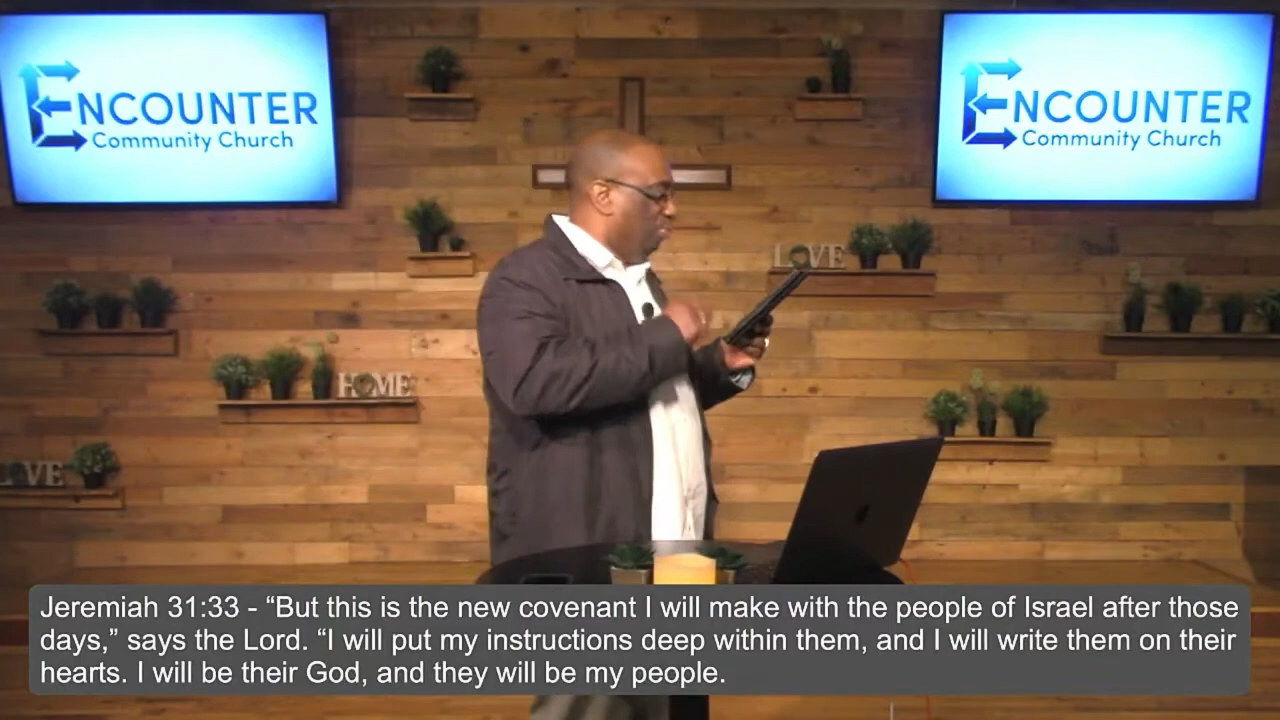 ENCOUNTER
Community Church
ENCOUNTER
Community Church
LOVE
HOME
Jeremiah 31:33 - “But this is the new covenant I will make with the people of Israel after those
days,” says the Lord. “I will put my instructions deep within them, and I will write them on their
hearts. I will be their God, and they will be my people.